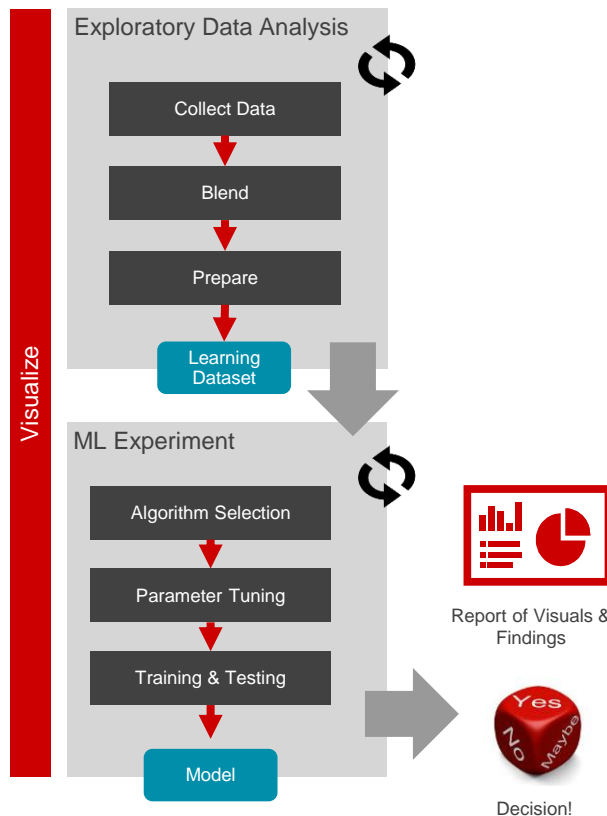 Exploratory Data Analysis
Collect Data
Blend
Prepare
Learning
Dataset
Visualize
ML Experiment
Algorithm Selection
Parameter Tuning
Training & Testing
Model
Report of Visuals &
Findings
Yes
No
Maybe
Decision!